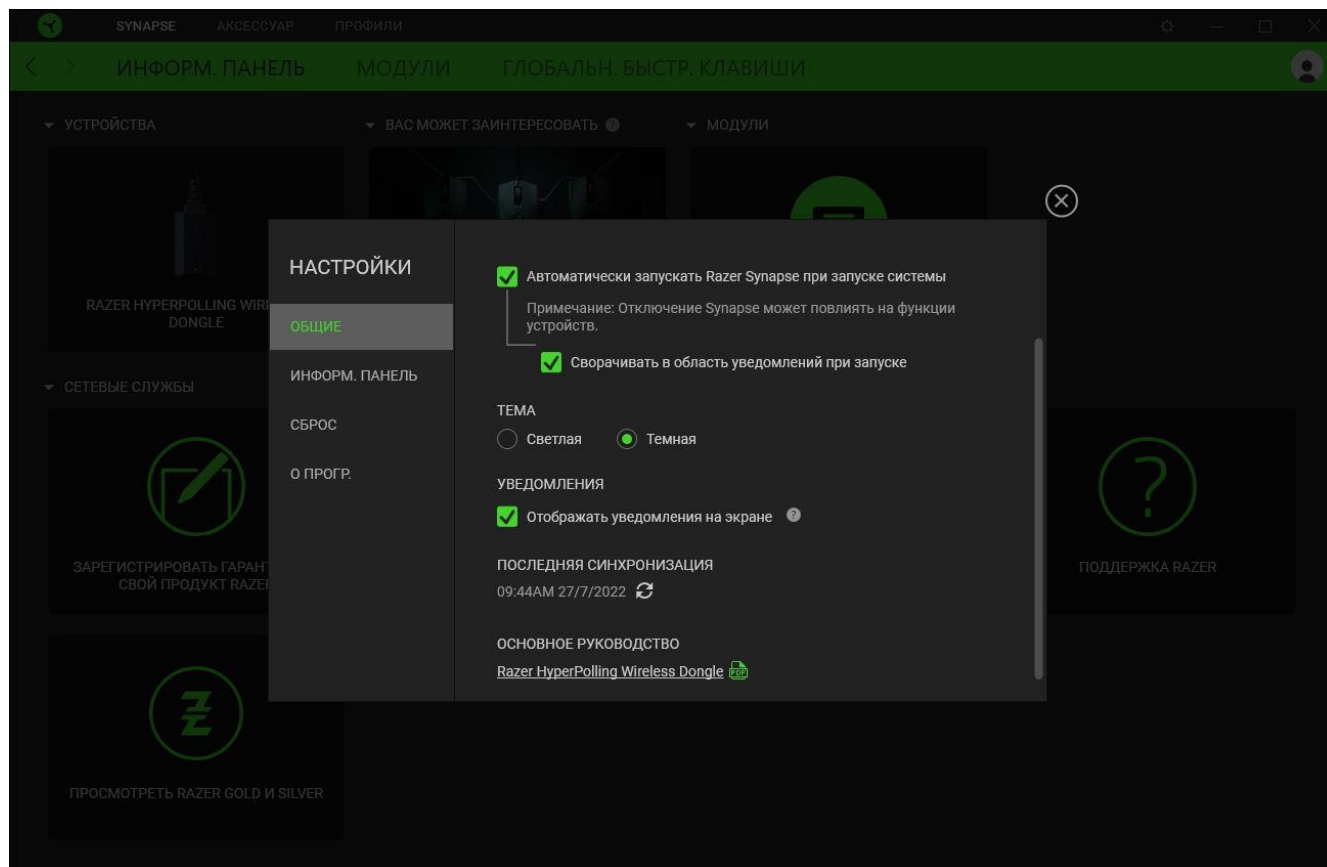 SYNAPSE АКСЕССУАР ПРОФИЛИ
ИНФОРМ. ПАНЕЛЬ МОДУЛИ ГЛОБАЛЬН. БЫСТР. КЛАВИШИ
УСТРОЙСТВА
ВАС МОЖЕТ ЗАИНТЕРЕСОВАТЬ ?
МОДУЛИ
RAZER HYPERPOLLING WIR
DONGLE
СЕТЕВЫЕ СЛУЖБЫ
ЗАРЕГИСТРИРОВАТЬ ГАРАНТ
СВОЙ ПРОДУКТ RAZE
ПРОСМОТРЕТЬ RAZER GOLD И SILVER
?
ПОДДЕРЖКА RAZER
НАСТРОЙКИ
ОБЩИЕ
ИНФОРМ. ПАНЕЛЬ
СБРОС
О ПРОГР.
Автоматически запускать Razer Synapse при запуске системы
Примечание: Отключение Synapse может повлиять на функции
устройств.
Сворачивать в область уведомлений при запуске
ТЕМА
Светлая Темная
УВЕДОМЛЕНИЯ
Отображать уведомления на экране ?
ПОСЛЕДНЯЯ СИНХРОНИЗАЦИЯ
09:44AM 27/7/2022
ОСНОВНОЕ РУКОВОДСТВО
Razer HyperPolling Wireless Dongle PDF